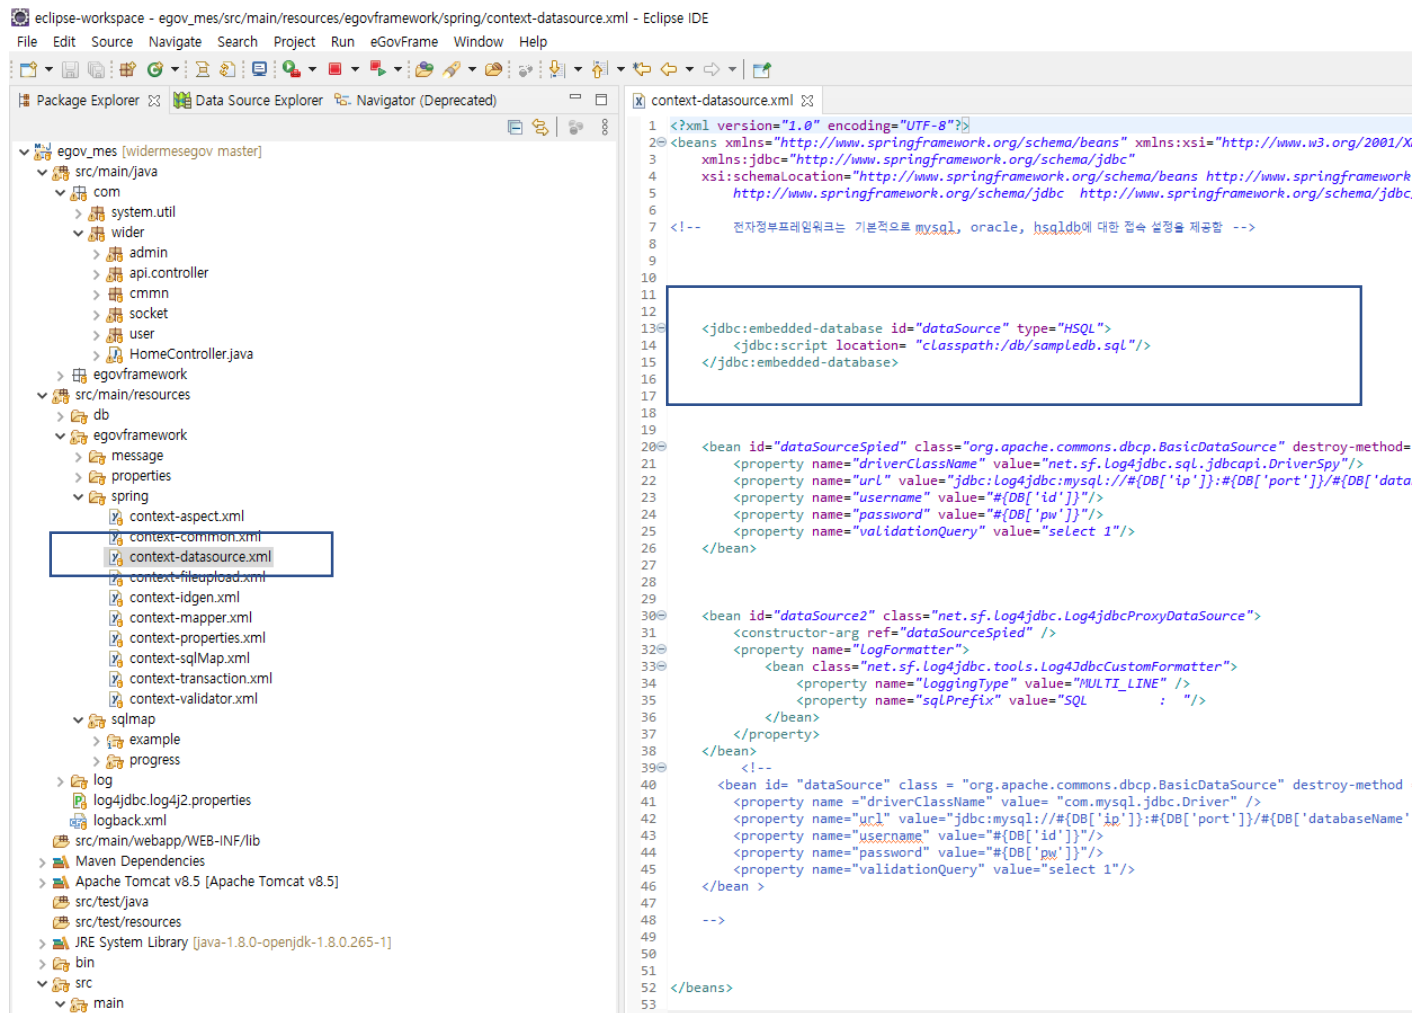 eclipse-workspace - egov_mes/src/main/resources/egovframework/spring/context-datasource.xml - Eclipse IDE
File Edit Source Navigate Search Project Run eGovFrame Window Help
Package Explorer Data Source Explorer Navigator (Deprecated)
egov_mes [widermesegov master]
src/main/java
com
system.util
wider
admin
api.controller
cmmn
socket
user
HomeController.java
egovframework
src/main/resources
db
egovframework
message
properties
spring
context-aspect.xml
context-common.xml
context-datasource.xml
context-fileupload.xml
context-idgen.xml
context-mapper.xml
context-properties.xml
context-sqlMap.xml
context-transaction.xml
context-validator.xml
sqlmap
example
progress
log
log4jdbc.log4j2.properties
logback.xml
src/main/webapp/WEB-INF/lib
Maven Dependencies
Apache Tomcat v8.5 [Apache Tomcat v8.5]
src/test/java
src/test/resources
JRE System Library [java-1.8.0-openjdk-1.8.0.265-1]
bin
src
main
context-datasource.xml
1 <?xml version="1.0" encoding="UTF-8"?>
2 <beans xmlns="http://www.springframework.org/schema/beans" xmlns:xsi="http://www.w3.org/2001/X
3 xmlns:jdbc="http://www.springframework.org/schema/jdbc"
4 xsi:schemaLocation="http://www.springframework.org/schema/beans http://www.springframework
5 http://www.springframework.org/schema/jdbc http://www.springframework.org/schema/jdbc
6
7 <!-- 전자정부프레임워크는 기본적으로 mysql, oracle, hsqldb에 대한 접속 설정을 제공함 -->
8
9
10
11
12
13 <jdbc:embedded-database id="dataSource" type="HSQL">
14 <jdbc:script location= "classpath:/db/sampledb.sql"/>
15 </jdbc:embedded-database>
16
17
18
19
20 <bean id="dataSourceSpied" class="org.apache.commons.dbcp.BasicDataSource" destroy-method=
21 <property name="driverClassName" value="net.sf.log4jdbc.sql.jdbcapi.DriverSpy"/>
22 <property name="url" value="jdbc:log4jdbc:mysql://#{DB['ip']}:#{DB['port']}/#{DB['data
23 <property name="username" value="#{DB['id']}"/>
24 <property name="password" value="#{DB['pw']}"/>
25 <property name="validationQuery" value="select 1"/>
26 </bean>
27
28
29
30 <bean id="dataSource2" class="net.sf.log4jdbc.Log4jdbcProxyDataSource">
31 <constructor-arg ref="dataSourceSpied" />
32 <property name="logFormatter">
33 <bean class="net.sf.log4jdbc.tools.Log4JdbcCustomFormatter">
34 <property name="loggingType" value="MULTI_LINE" />
35 <property name="sqlPrefix" value="SQL : "/>
36 </bean>
37 </property>
38 </bean>
39 <!--
40 <bean id= "dataSource" class = "org.apache.commons.dbcp.BasicDataSource" destroy-method
41 <property name ="driverClassName" value= "com.mysql.jdbc.Driver" />
42 <property name="url" value="jdbc:mysql://#{DB['ip']}:#{DB['port']}/#{DB['databaseName'
43 <property name="username" value="#{DB['id']}"/>
44 <property name="password" value="#{DB['pw']}"/>
45 <property name="validationQuery" value="select 1"/>
46 </bean >
47
48 -->
49
50
51
52 </beans>
53